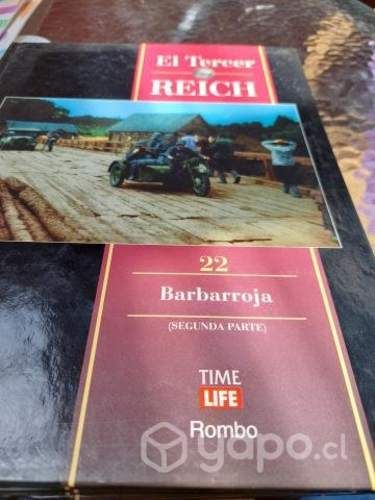 El Tercer
REICH
22
Barbarroja
(SEGUNDA PARTE)
TIME
LIFE
Rombo
yapo.cl